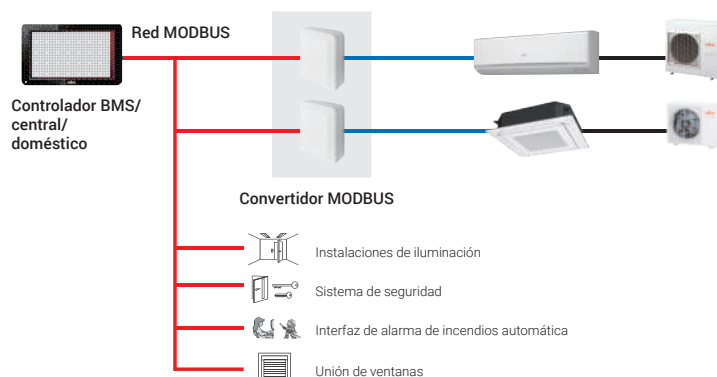 Red MODBUS
Controlador BMS/
central/
doméstico
Convertidor MODBUS
Instalaciones de iluminación
Sistema de seguridad
Interfaz de alarma de incendios automática
Unión de ventanas